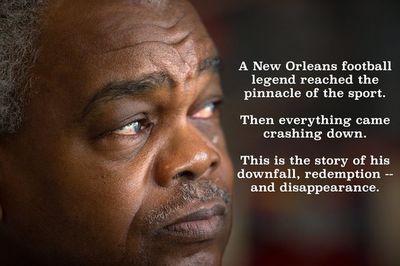 A New Orleans football
legend reached the
pinnacle of the sport.
Then everything came
crashing down.
This is the story of his
downfall, redemption --
and disappearance.